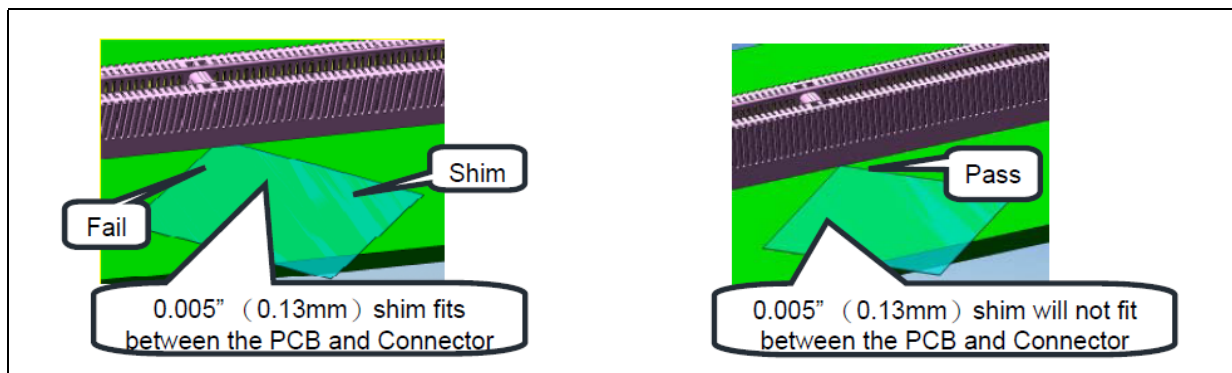 Fail
Shim
0.005” （0.13mm）shim fits
between the PCB and Connector
Pass
0.005” （0.13mm）shim will not fit
between the PCB and Connector